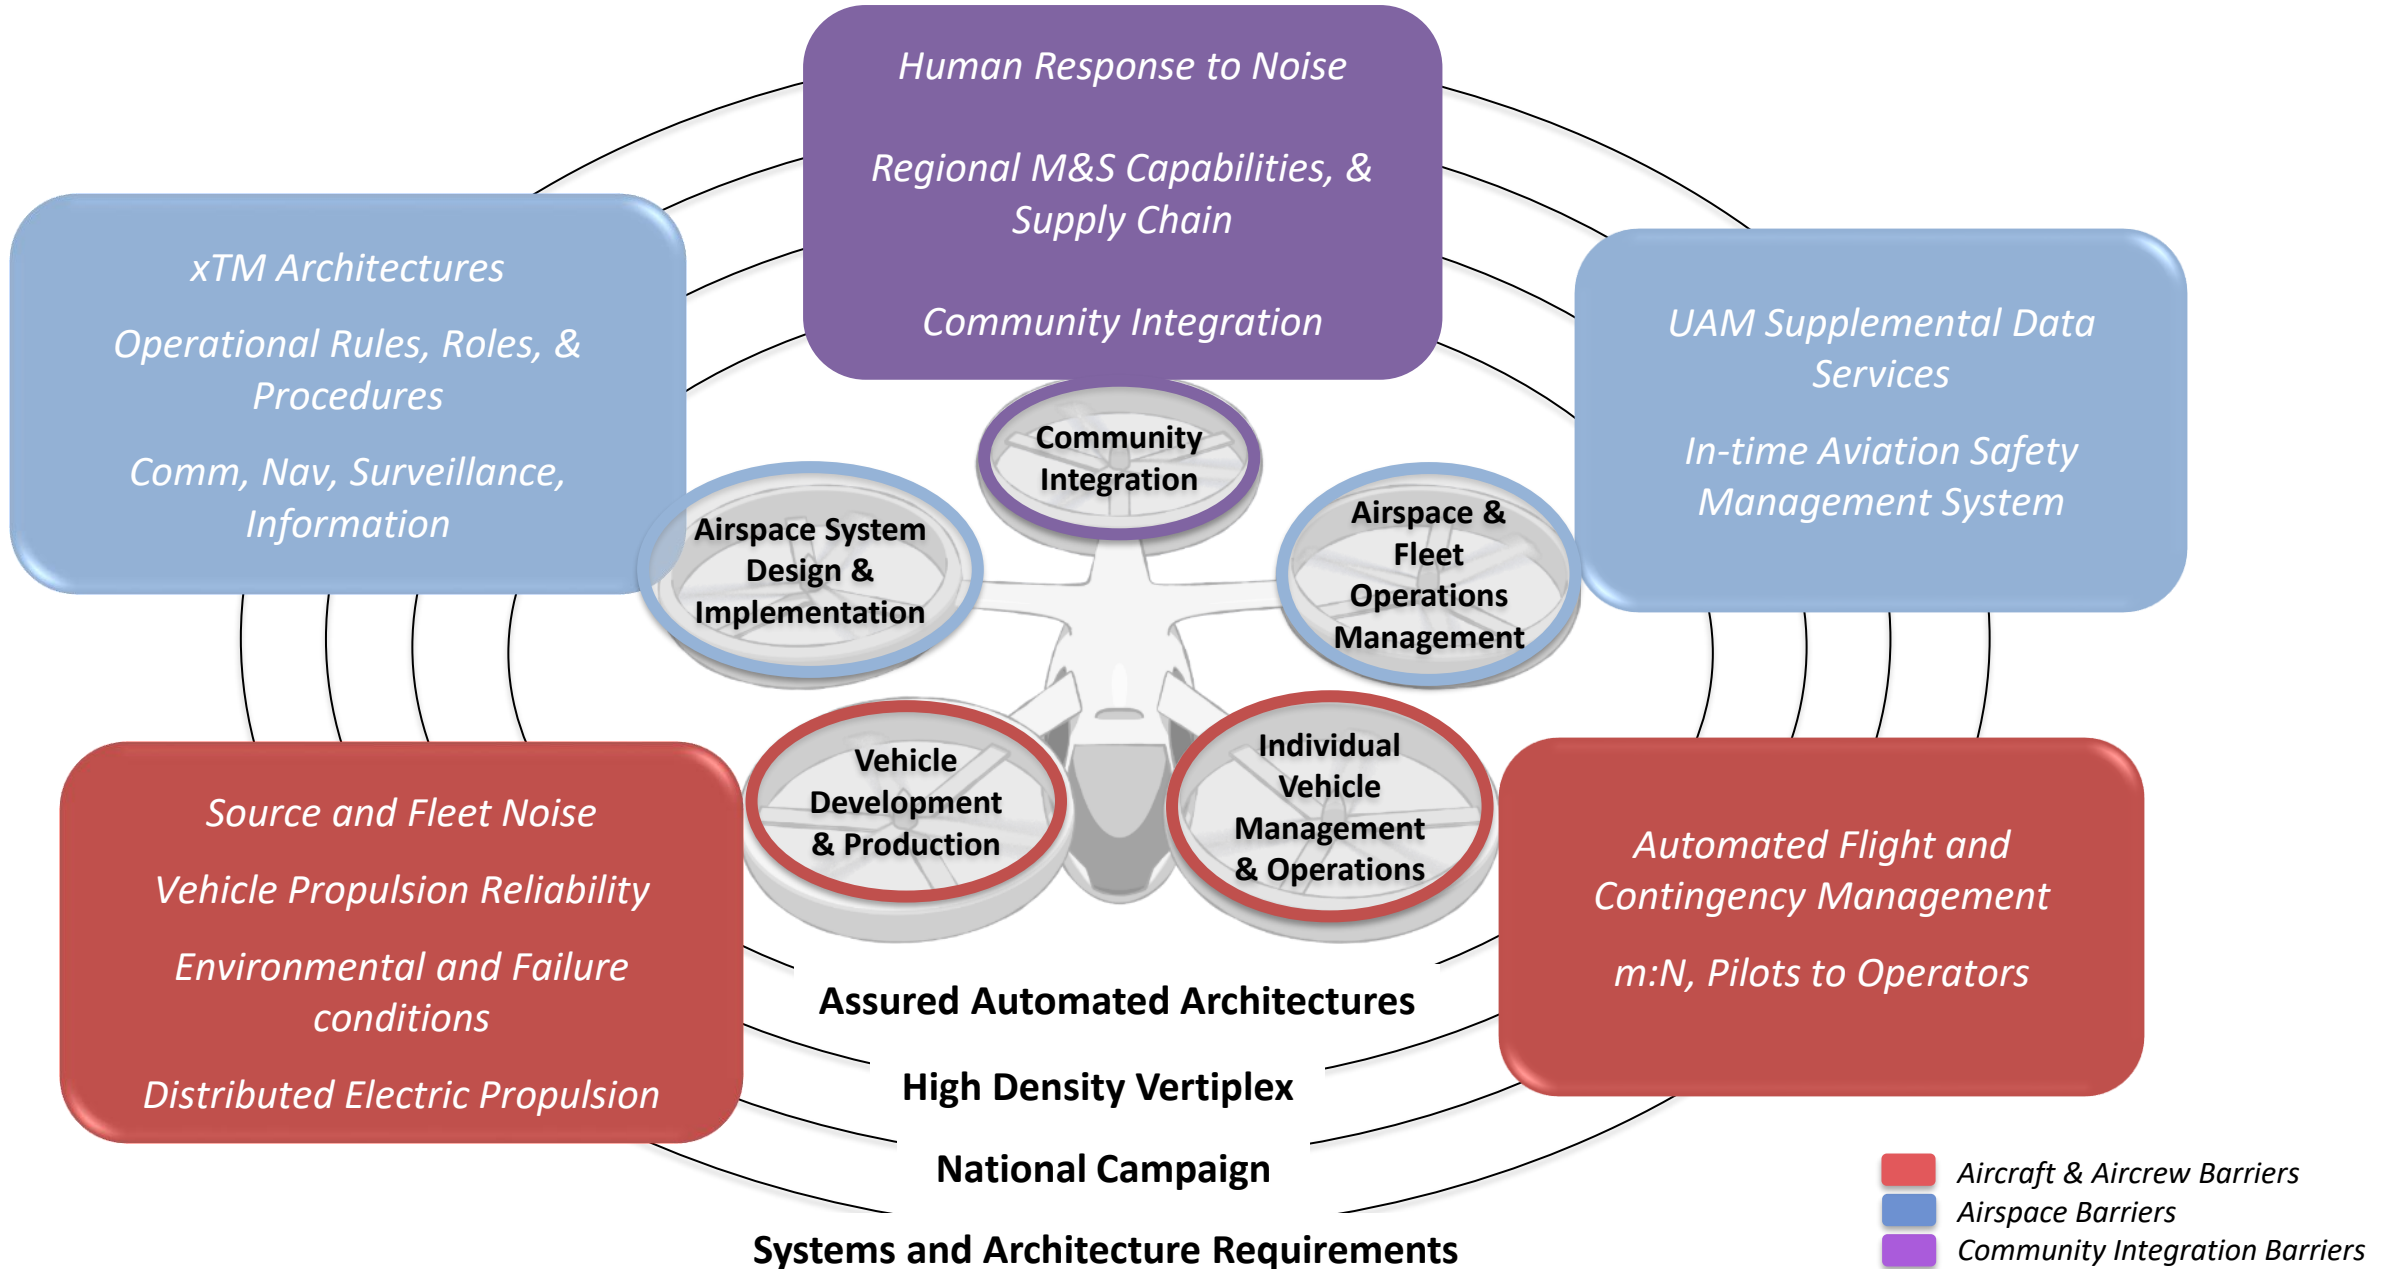 Human Response to Noise
Regional M&S Capabilities, &
Supply Chain
Community Integration
xTM Architectures
Operational Rules, Roles, &
Procedures
Comm, Nav, Surveillance,
Information
UAM Supplemental Data
Services
In-time Aviation Safety
Management System
Community
Integration
Airspace System
Design &
Implementation
Airspace &
Fleet
Operations
Management
Vehicle
Development
& Production
Individual
Vehicle
Management
& Operations
Source and Fleet Noise
Vehicle Propulsion Reliability
Environmental and Failure
conditions
Distributed Electric Propulsion
Automated Flight and
Contingency Management
m:N, Pilots to Operators
Assured Automated Architectures
High Density Vertiplex
National Campaign
Systems and Architecture Requirements
Aircraft & Aircrew Barriers
Airspace Barriers
Community Integration Barriers